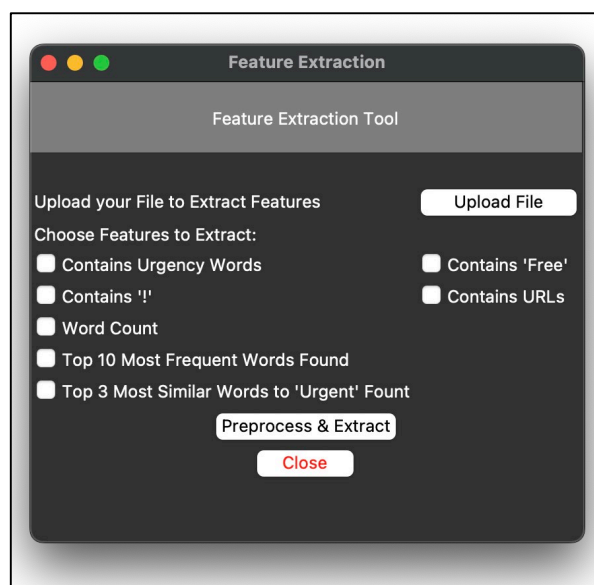 Feature Extraction
Feature Extraction Tool
Upload your File to Extract Features
Upload File
Choose Features to Extract:
Contains Urgency Words
Contains 'Free'
Contains '!'
Contains URLs
Word Count
Top 10 Most Frequent Words Found
Top 3 Most Similar Words to 'Urgent' Fount
Preprocess & Extract
Close